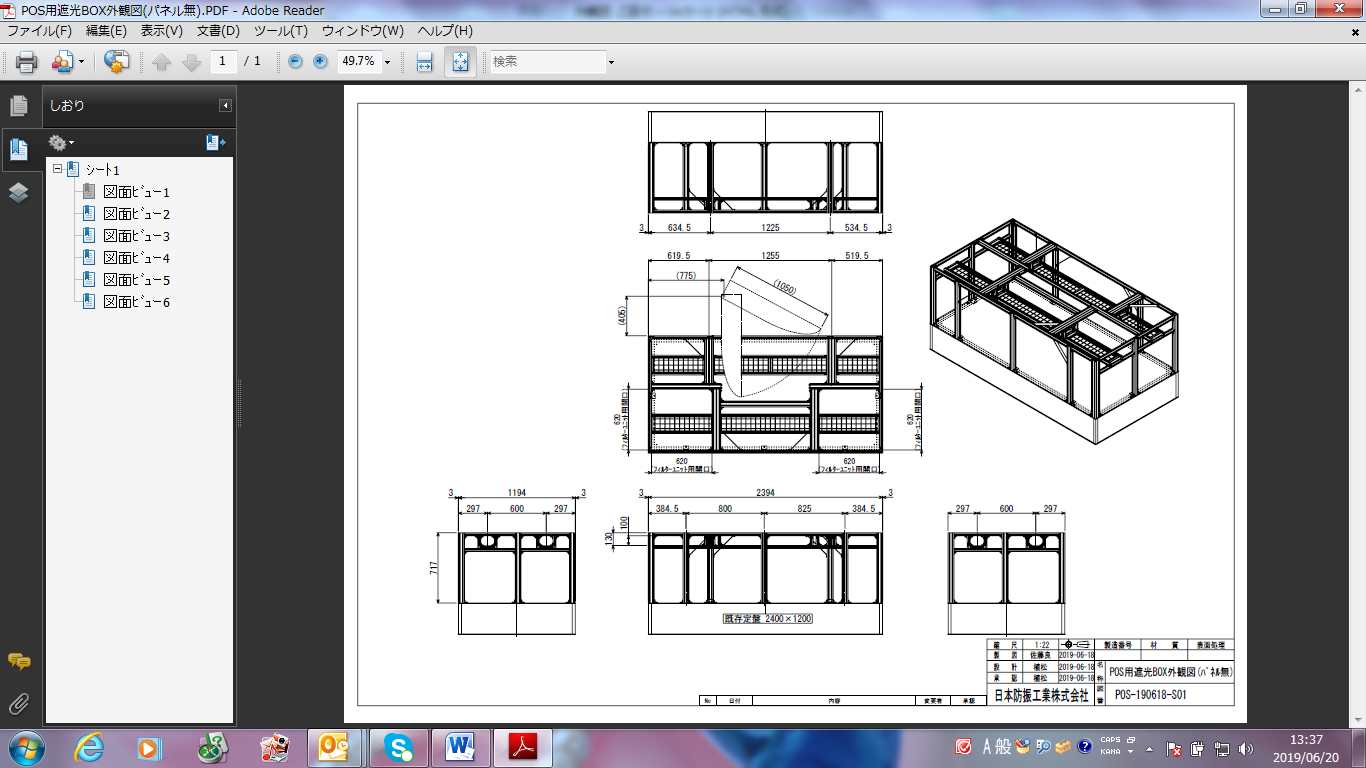 POS用遮光BOX外観図(パネル無).PDF - Adobe Reader
ファイル(F) 編集(E) 表示(V) 文書(D) ツール(T) ウィンドウ(W) ヘルプ(H)
1 / 1 49.7% 検索
しおり
シート1
図面ビュー1
図面ビュー2
図面ビュー3
図面ビュー4
図面ビュー5
図面ビュー6
3 634.5 1225 534.5 3
619.5 1255 519.5
(775)
(1050)
(405)
620
(フィルターユニット用開口)
620
(フィルターユニット用開口)
620 620
(フィルターユニット用開口) (フィルターユニット用開口)
3 1194 3
297 600 297
717
3 2394 3
384.5 800 825 384.5
100
130
既存定盤 2400×1200
297 600 297
縮 尺 1:22 製造番号 材 質 表面処理
製 図 佐藤良 2019-06-18
設 計 植松 2019-06-18
承 認 植松 2019-06-18
名称 POS用遮光BOX外観図(パネル無)
日本防振工業株式会社
図番 POS-190618-S01
No 日付 内容 変更者 承認
A 般 CAPS KANA
13:37
2019/06/20